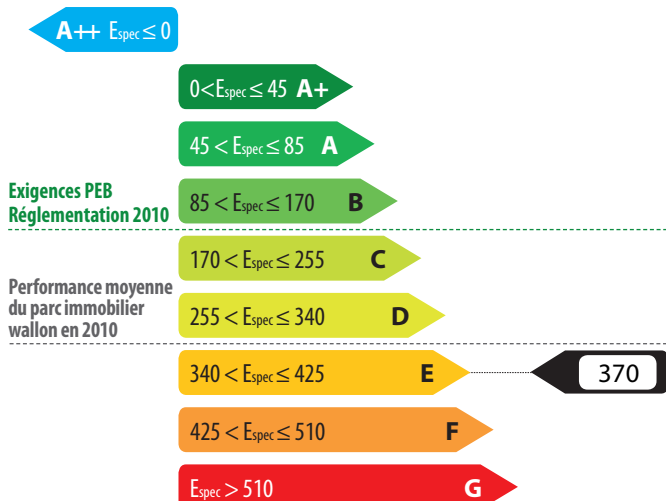 A++ Espec ≤ 0
0 < Espec ≤ 45 A+
45 < Espec ≤ 85 A
Exigences PEB
Réglementation 2010
85 < Espec ≤ 170 B
170 < Espec ≤ 255 C
Performance moyenne
du parc immobilier
wallon en 2010
255 < Espec ≤ 340 D
340 < Espec ≤ 425 E
370
425 < Espec ≤ 510 F
Espec > 510 G